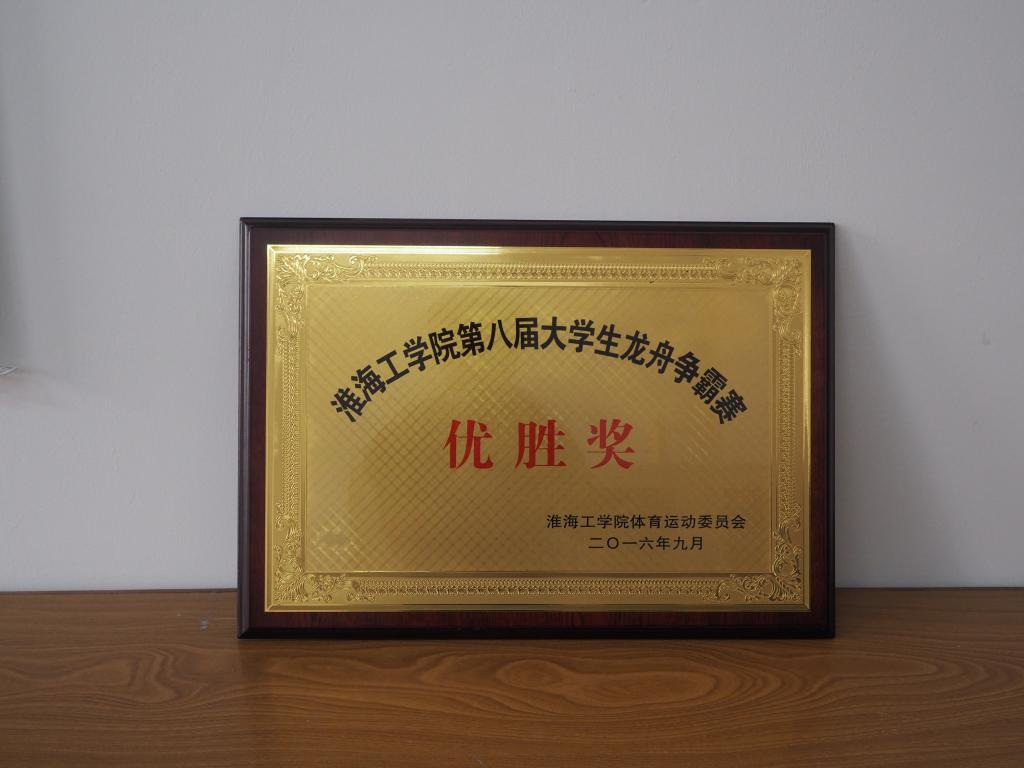 淮海工学院第八届大学生龙舟争霸赛
优胜奖
淮海工学院体育运动委员会
二〇一六年九月